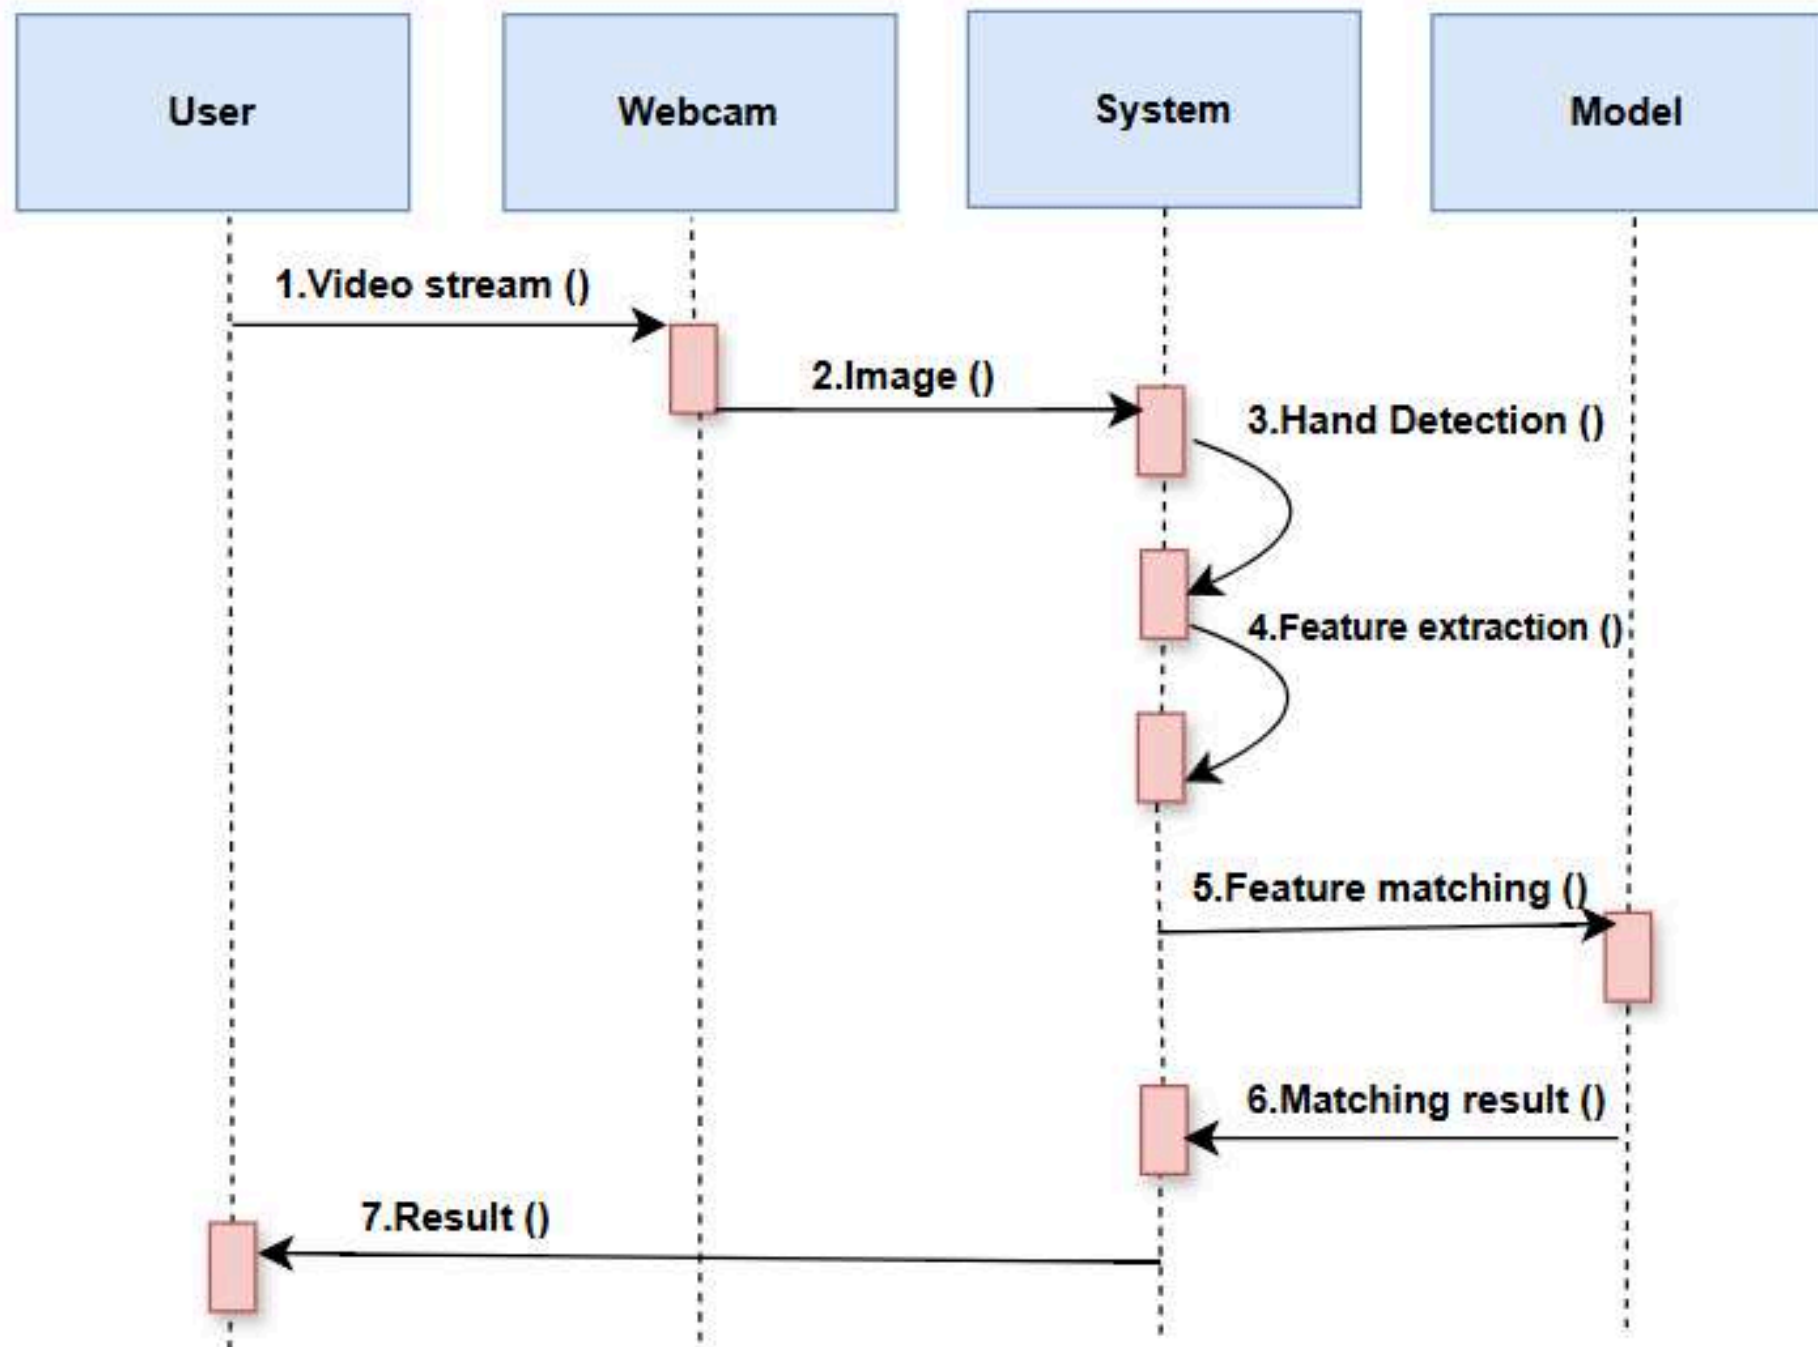 User
Webcam
System
Model
1.Video stream ()
2.Image ()
3.Hand Detection ()
4.Feature extraction ()
5.Feature matching ()
6.Matching result ()
7.Result ()